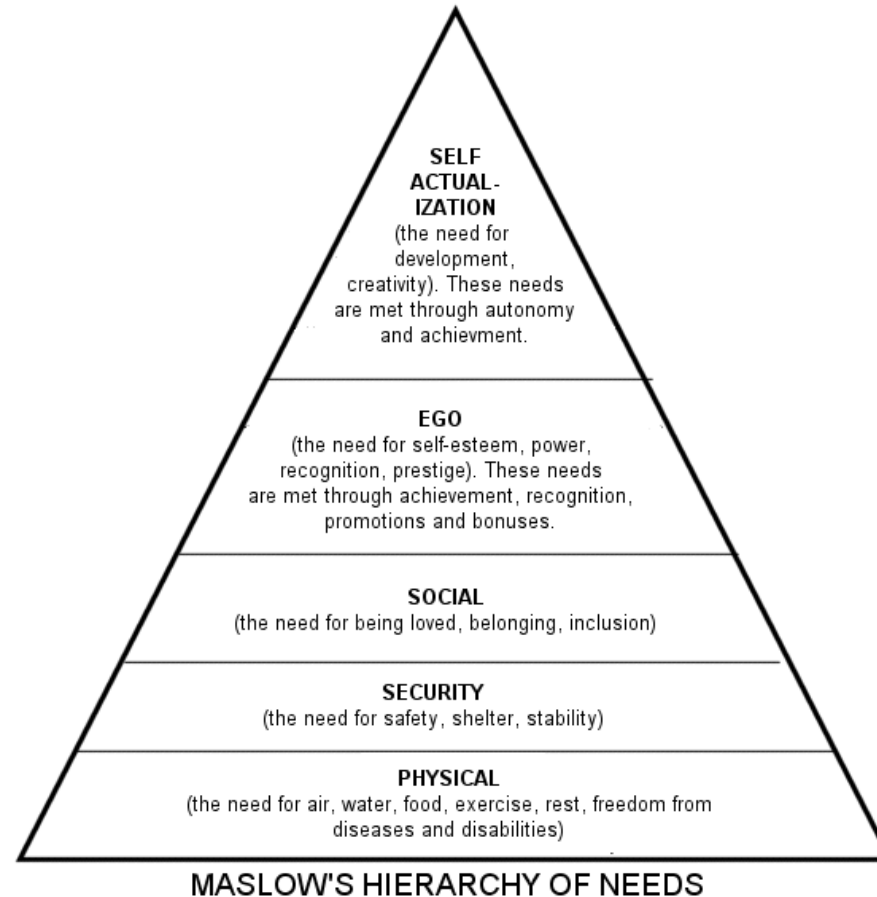 SELF
ACTUAL-
IZATION
(the need for
development,
creativity). These needs
are met through autonomy
and achievment.
EGO
(the need for self-esteem, power,
recognition, prestige). These needs
are met through achievement, recognition,
promotions and bonuses.
SOCIAL
(the need for being loved, belonging, inclusion)
SECURITY
(the need for safety, shelter, stability)
PHYSICAL
(the need for air, water, food, exercise, rest, freedom from
diseases and disabilities)
MASLOW'S HIERARCHY OF NEEDS